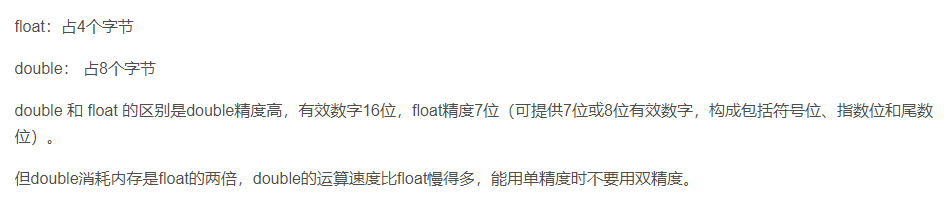 float：占4个字节
double： 占8个字节
double 和 float 的区别是double精度高，有效数字16位，float精度7位（可提供7位或8位有效数字，构成包括符号位、指数位和尾数
位）。
但double消耗内存是float的两倍，double的运算速度比float慢得多，能用单精度时不要用双精度。